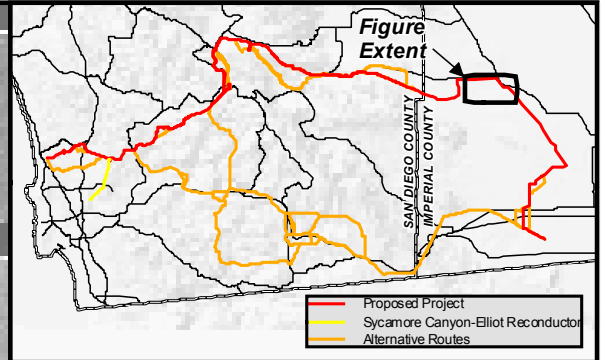 Figure
Extent
SAN DIEGO COUNTY
IMPERIAL COUNTY
Proposed Project
Sycamore Canyon-Elliot Reconductor
Alternative Routes